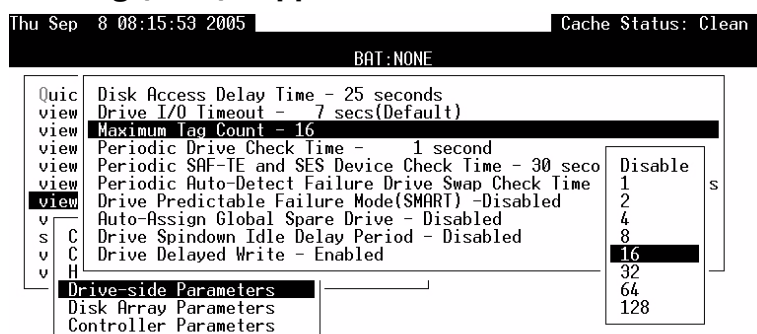 Thu Sep 8 08:15:53 2005 Cache Status: Clean
BAT:NONE
Quic Disk Access Delay Time - 25 seconds
view Drive I/O Timeout - 7 secs(Default)
view Maximum Tag Count - 16
view Periodic Drive Check Time - 1 second
view Periodic SAF-TE and SES Device Check Time - 30 seco Disable
view Periodic Auto-Detect Failure Drive Swap Check Time 1 s
view Drive Predictable Failure Mode(SMART) -Disabled 2
v Auto-Assign Global Spare Drive - Disabled 4
s C Drive Spindown Idle Delay Period - Disabled 8
v C Drive Delayed Write - Enabled 16
v H 32
Drive-side Parameters 64
Disk Array Parameters 128
Controller Parameters